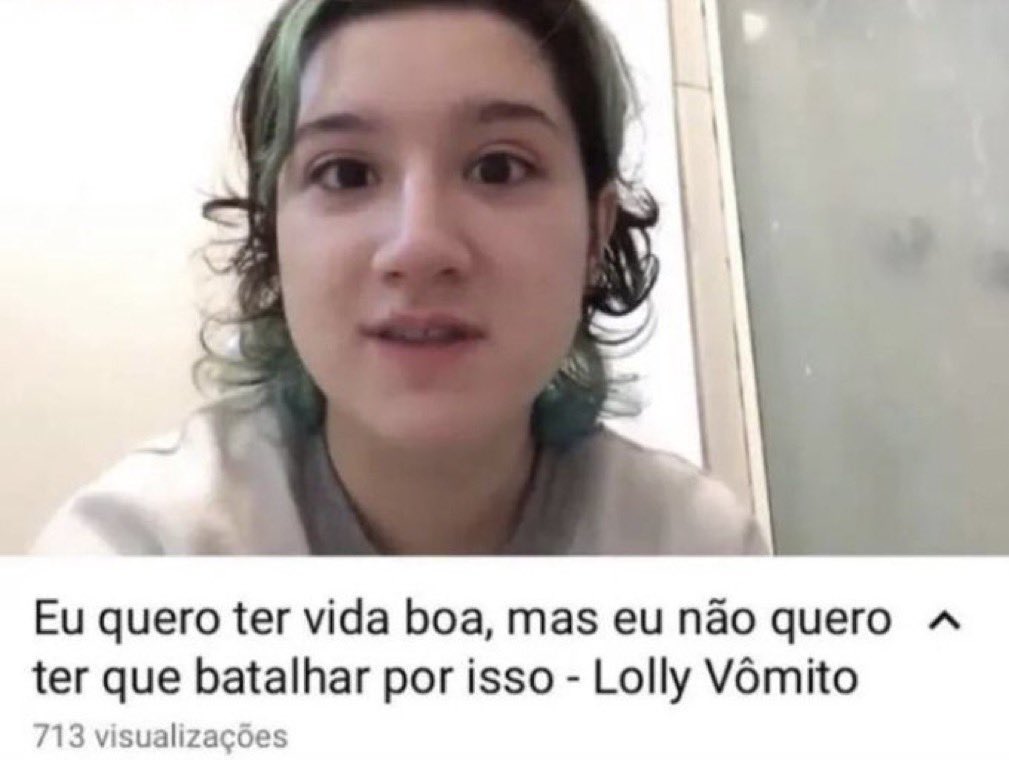 Eu quero ter vida boa, mas eu não quero
ter que batalhar por isso - Lolly Vômito
713 visualizações